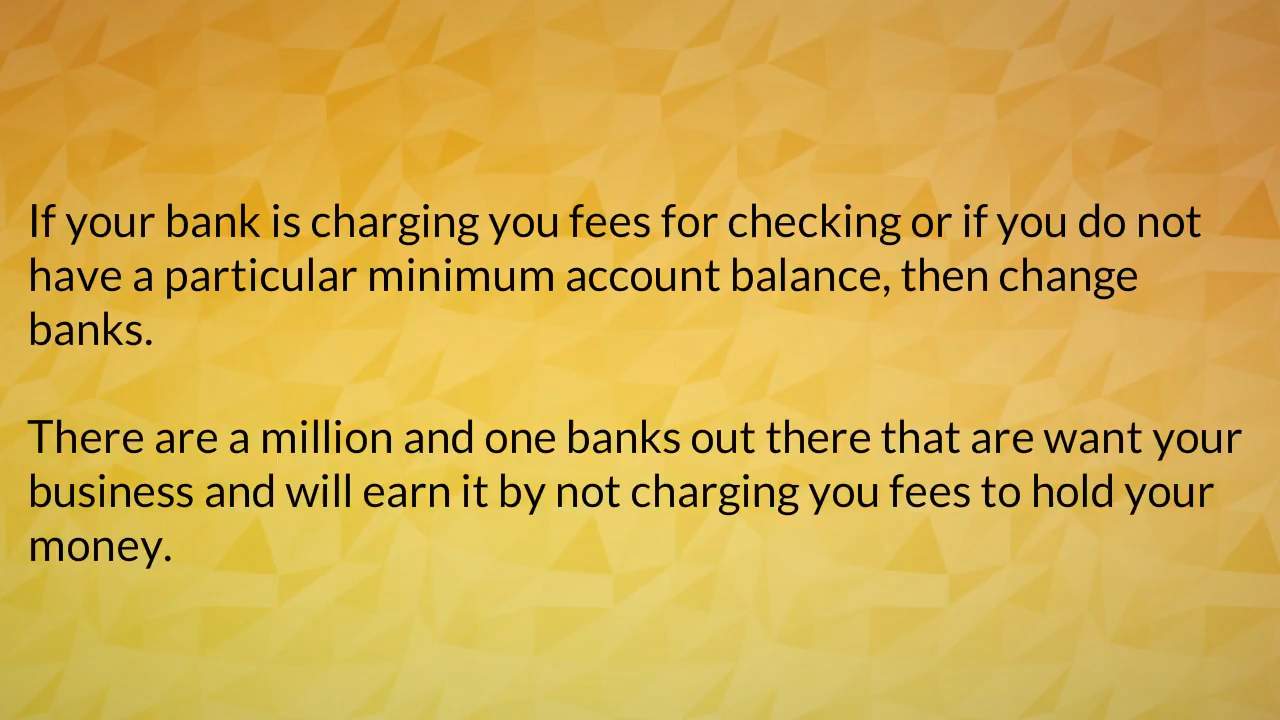 If your bank is charging you fees for checking or if you do not
have a particular minimum account balance, then change
banks.
There are a million and one banks out there that are want your
business and will earn it by not charging you fees to hold your
money.